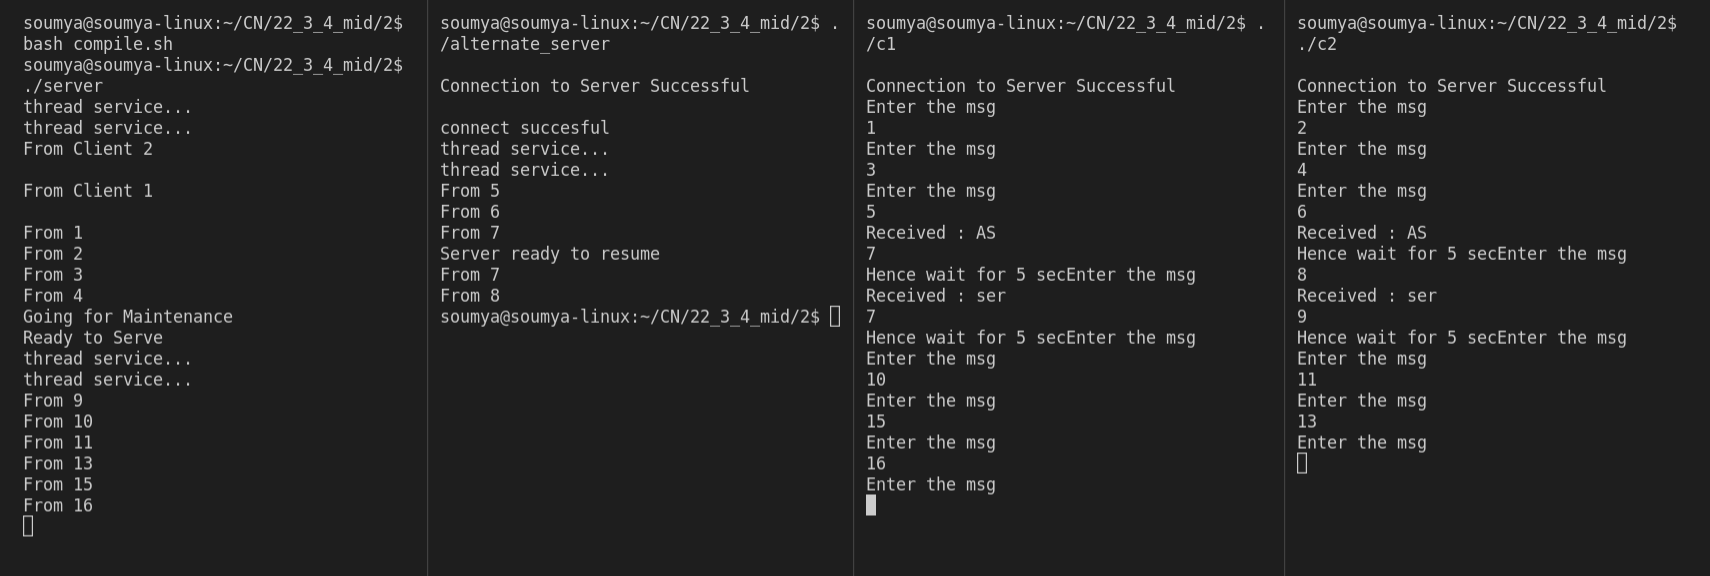 soumya@soumya-linux:~/CN/22_3_4_mid/2$
bash compile.sh
soumya@soumya-linux:~/CN/22_3_4_mid/2$
./server
thread service...
thread service...
From Client 2
From Client 1
From 1
From 2
From 3
From 4
Going for Maintenance
Ready to Serve
thread service...
thread service...
From 9
From 10
From 11
From 13
From 15
From 16
soumya@soumya-linux:~/CN/22_3_4_mid/2$ .
/alternate_server
Connection to Server Successful
connect succesful
thread service...
thread service...
From 5
From 6
From 7
Server ready to resume
From 7
From 8
soumya@soumya-linux:~/CN/22_3_4_mid/2$
soumya@soumya-linux:~/CN/22_3_4_mid/2$ .
/c1
Connection to Server Successful
Enter the msg
1
Enter the msg
3
Enter the msg
5
Received : AS
7
Hence wait for 5 secEnter the msg
Received : ser
7
Hence wait for 5 secEnter the msg
Enter the msg
10
Enter the msg
15
Enter the msg
16
Enter the msg
soumya@soumya-linux:~/CN/22_3_4_mid/2$
./c2
Connection to Server Successful
Enter the msg
2
Enter the msg
4
Enter the msg
6
Received : AS
Hence wait for 5 secEnter the msg
8
Received : ser
9
Hence wait for 5 secEnter the msg
Enter the msg
11
Enter the msg
13
Enter the msg